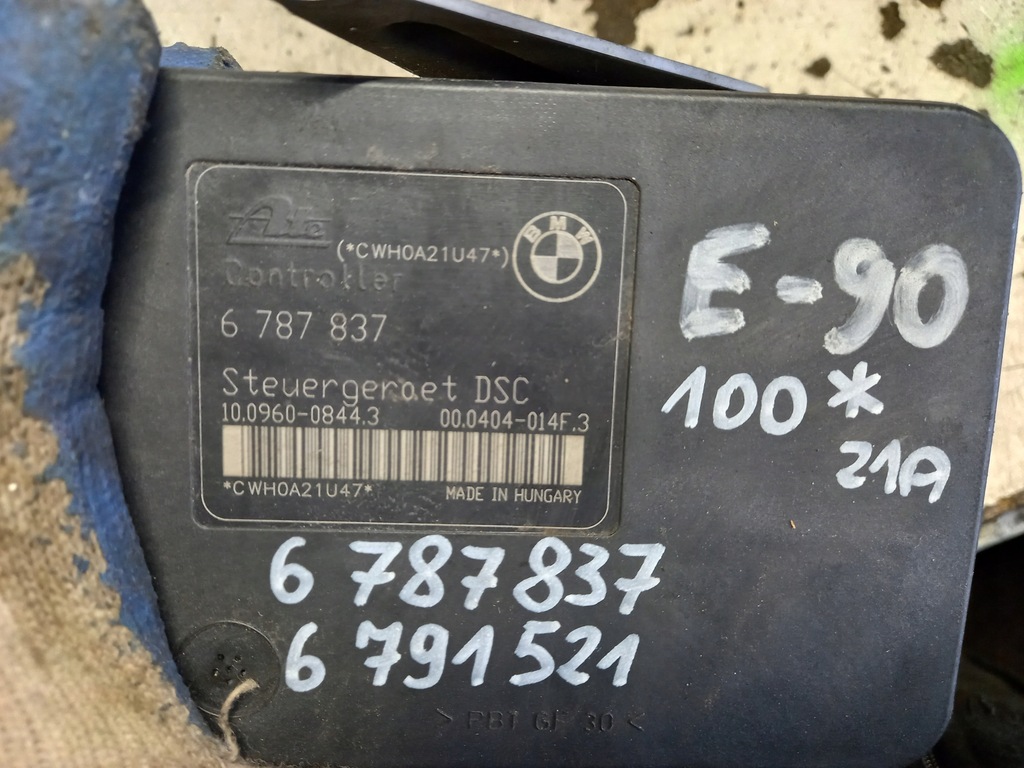 Ate
(*CWH0A21U47*)
BMW
Controller
6 787 837
Steuergeraet DSC
10.0960-0844.3 00.0404-014F.3
*CWH0A21U47* MADE IN HUNGARY
E-90
100*
21A
6 787 837
6 791 521
> PBT GF 30 <